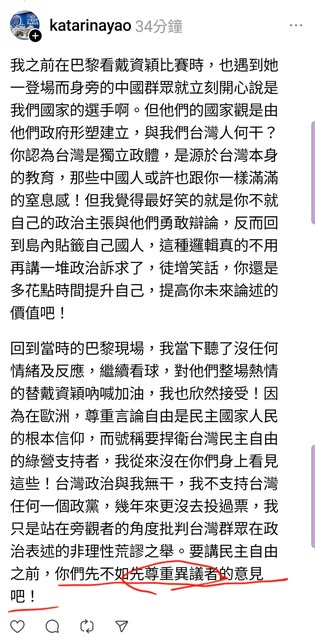 katarinayao 34分鐘
我之前在巴黎看戴資穎比賽時，也遇到她
一登場而身旁的中國群眾就立刻開心說是
我們國家的選手啊。但他們的國家觀是由
他們政府形塑建立，與我們台灣人何干？
你認為台灣是獨立政體，是源於台灣本身
的教育，那些中國人或許也跟你一樣滿滿
的窒息感！但我覺得最好笑的就是你不就
自己的政治主張與他們勇敢辯論，反而回
到島內貼籤自己國人，這種邏輯真的不用
再講一堆政治訴求了，徒增笑話，你還是
多花點時間提升自己，提高你未來論述的
價值吧！
回到當時的巴黎現場，我當下聽了沒任何
情緒及反應，繼續看球，對他們整場熱情
的替戴資穎吶喊加油，我也欣然接受！因
為在歐洲，尊重言論自由是民主國家人民
的根本信仰，而號稱要捍衛台灣民主自由
的綠營支持者，我從來沒在你們身上看見
這些！台灣政治與我無干，我不支持台灣
任何一個政黨，幾年來更沒去投過票，我
只是站在旁觀者的角度批判台灣群眾在政
治表述的非理性荒謬之舉。要講民主自由
之前，你們先不如先尊重異議者的意見
吧！